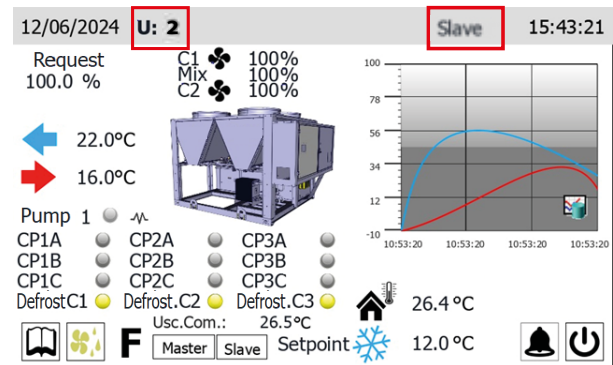 12/06/2024 U: 2 Slave 15:43:21
Request
100.0 %
C1 100%
Mix 100%
C2 100%
22.0°C
16.0°C
Pump 1
CP1A CP2A CP3A
CP1B CP2B CP3B
CP1C CP2C CP3C
DefrostC1 Defrost.C2 Defrost.C3
100
78
56
34
12
-10
10:53:20 10:53:20 10:53:20 10:53:20
26.4 °C
Usc.Com.: 26.5°C
F Master Slave Setpoint 12.0 °C